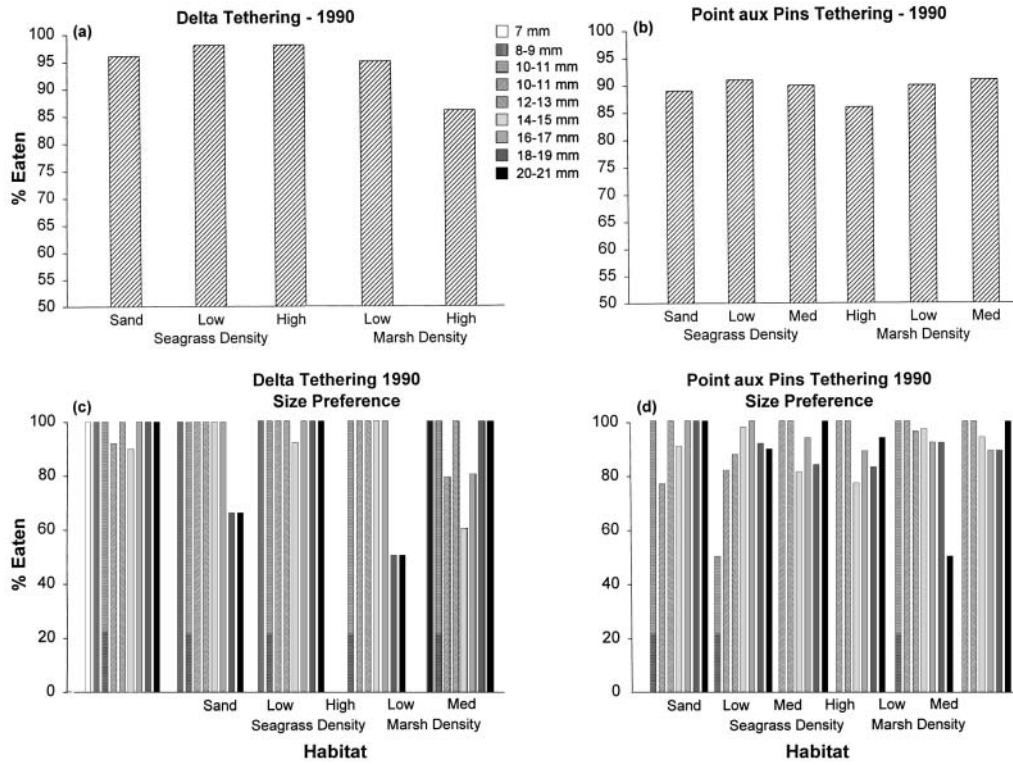 Delta Tethering - 1990
(a)
100
95
90
85
80
75
70
65
60
55
50
% Eaten
Sand Low High Low High
Seagrass Density Marsh Density
7 mm
8-9 mm
10-11 mm
10-11 mm
12-13 mm
14-15 mm
16-17 mm
18-19 mm
20-21 mm
Point aux Pins Tethering - 1990
(b)
100
95
90
85
80
75
70
65
60
55
50
Sand Low Med High Low Med
Seagrass Density Marsh Density
Delta Tethering 1990
Size Preference
(c)
100
80
60
40
20
0
% Eaten
Sand Low High Low Med
Seagrass Density Marsh Density
Habitat
Point aux Pins Tethering 1990
Size Preference
(d)
100
80
60
40
20
0
% Eaten
Sand Low Med High Low Med
Seagrass Density Marsh Density
Habitat